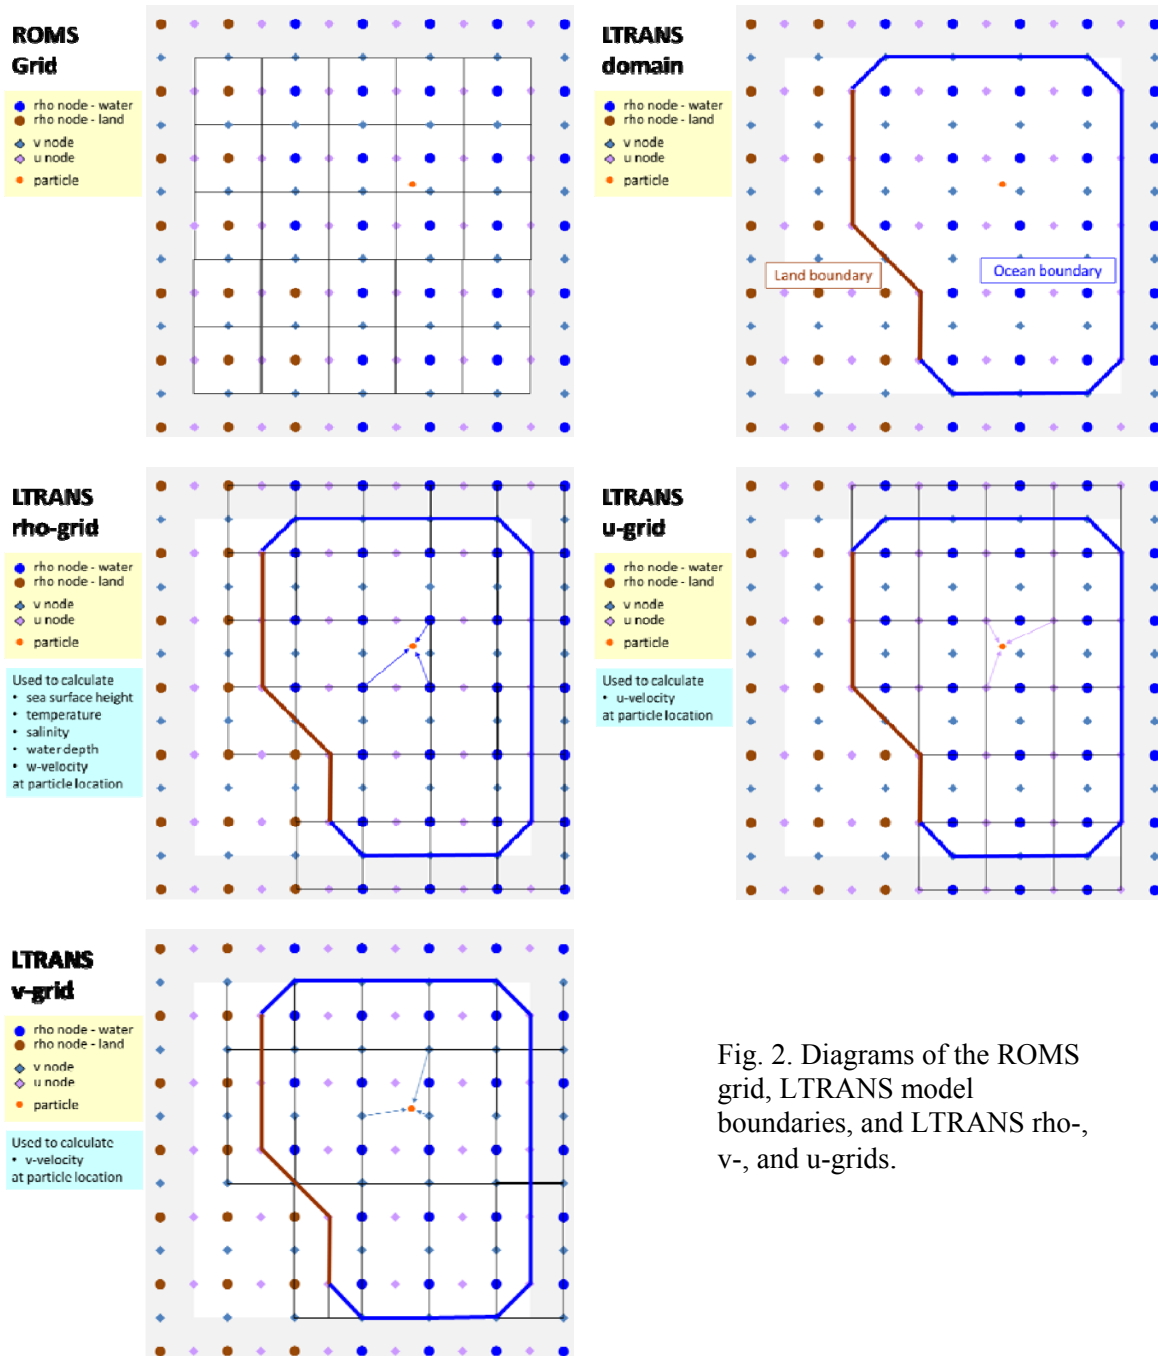 ROMS
Grid
rho node - water
rho node - land
v node
u node
particle
LTRANS
domain
rho node - water
rho node - land
v node
u node
particle
Land boundary
Ocean boundary
LTRANS
rho-grid
rho node - water
rho node - land
v node
u node
particle
Used to calculate
• sea surface height
• temperature
• salinity
• water depth
• w-velocity
at particle location
LTRANS
u-grid
rho node - water
rho node - land
v node
u node
particle
Used to calculate
• u-velocity
at particle location
LTRANS
v-grid
rho node - water
rho node - land
v node
u node
particle
Used to calculate
• v-velocity
at particle location
Fig. 2. Diagrams of the ROMS
grid, LTRANS model
boundaries, and LTRANS rho-,
v-, and u-grids.